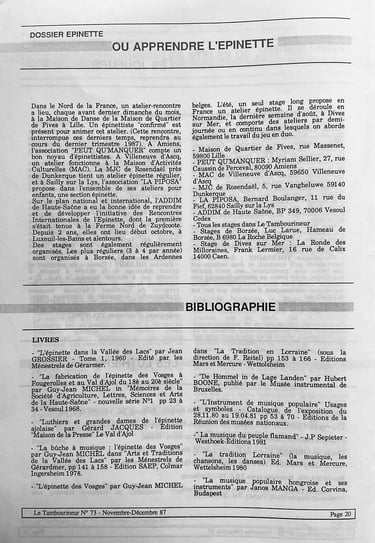 DOSSIER EPINETTE
OU APPRENDRE L'EPINETTE
Dans le Nord de la France, un atelier-rencontre
a lieu, chaque avant dernier dimanche du mois,
à la Maison de Danse de la Maison de Quartier
de Fives à Lille. Un épinettiste "confirmé" est
présent pour animer cet atelier. (Cette rencontre,
interrompue ces derniers temps, reprendra au
cours du dernier trimestre 1987). A Amiens,
l'association "PEUT QU'MANQUER" compte un
bon noyau d'épinettistes. A Villeneuve d'Ascq,
un atelier fonctionne à la Maison d'Activités
Culturelles (MAC). La MJC de Rosendaël près
de Dunkerque tient un atelier épinette régulier,
et à Sailly sur la Lys, l'association "LA PIPOSA"
propose dans l'ensemble de ses ateliers pour
enfants, une section épinette.
Sur le plan national et international, l'ADDIM
de Haute-Saône a eu la bonne idée de reprendre
et de développer l'initiative des Rencontres
Internationales de l'Epinette, dont la première
s'était tenue à la Ferme Nord de Zuydcoote.
Depuis 2 ans, elles ont lieu début octobre, à
Luxeuil-les-Bains et alentours.
Des stages sont également régulièrement
organisés. Les plus réguliers (3 à 4 par année)
sont organisés à Borzée, dans les Ardennes
belges. L'été, un seul stage long propose en
France un atelier épinette. Il se déroule en
Normandie, la dernière semaine d'août, à Dives
sur Mer, et comporte des ateliers par demi-
journée ou en continu dans lesquels on aborde
également le travail du jeu en duo.
- Maison de Quartier de Fives, rue Massenet,
59800 Lille
- PEUT QUMANQUER : Myriam Sellier, 27, rue
Caussin de Perceval, 80090 Amiens
- MAC de Villeneuve d'Ascq, 59650 Villeneuve
d'Ascq
- MJC de Rosendaël, 5, rue Vangheluwe 59140
Dunkerque
- LA PIPOSA, Bernard Boulanger, 11 rue du
Fief, 62840 Sailly sur la Lys
- ADDIM de Haute Saône, BP 349, 70006 Vesoul
Cedex
- Tous les stages dans Le Tambourineur
- Stages de Borzée, Luc Larue, Hameau de
Borzée, B 6980 La Roche Belgique
- Stage de Dives sur Mer : La Ronde des
Milloraines, Frank Lermier, 16 rue de Calix
14000 Caen.
BIBLIOGRAPHIE
LIVRES
- "L'épinette dans la Vallée des Lacs" par Jean
GROSSIER - Tome 1, 1960 - Edité par les
Ménestrels de Gérarmer.
- "La fabrication de l'épinette des Vosges à
Fougerolles et au Val d'Ajol du 18è au 20è siècle"
par Guy-Jean MICHEL in "Mémoires de la
Société d'Agriculture, Lettres, Sciences et Arts
de la Haute-Saône" - nouvelle série N°1 pp 23 à
34 - Vesoul 1968.
- "Luthiers et grandes dames de l'épinette
ajolaise" par Gérard JACQUES - Edition
"Maison de la Presse" Le Val d'Ajol
- "La bûche à musique : l'épinette des Vosges"
par Guy-Jean MICHEL dans "Arts et Traditions
de la Vallée des Lacs" par les Ménestrels de
Gérardmer, pp 141 à 158 - Edition SAEP, Colmar
Ingersheim 1978.
- "L'épinette des Vosges" par Guy-Jean MICHEL
dans "La Tradition en Lorraine" (sous la
direction de F. Reitel) pp 153 à 166 - Editions
Mars et Mercure - Wettolsheim
- "De Hommel in de Lage Landen" par Hubert
BOONE, publié par le Musée instrumental de
Bruxelles.
- "L'instrument de musique populaire" Usages
et symboles - Catalogue de l'exposition du
28.11.80 au 19.04.81 pp 53 à 70 - Editions de la
Réunion des musées nationaux.
- "La musique du peuple flamand" - J.P Sepieter -
Westhoek-Editions 1981
- "La tradition Lorraine" (la musique, les
chansons, les danses) Ed. Mars et Mercure,
Wettelsheim 1980
- "La musique populaire hongroise et ses
instruments" par Janos MANGA - Ed. Corvina,
Budapest
Le Tambourineur N° 73 - Novembre-Décembre 87
Page 20